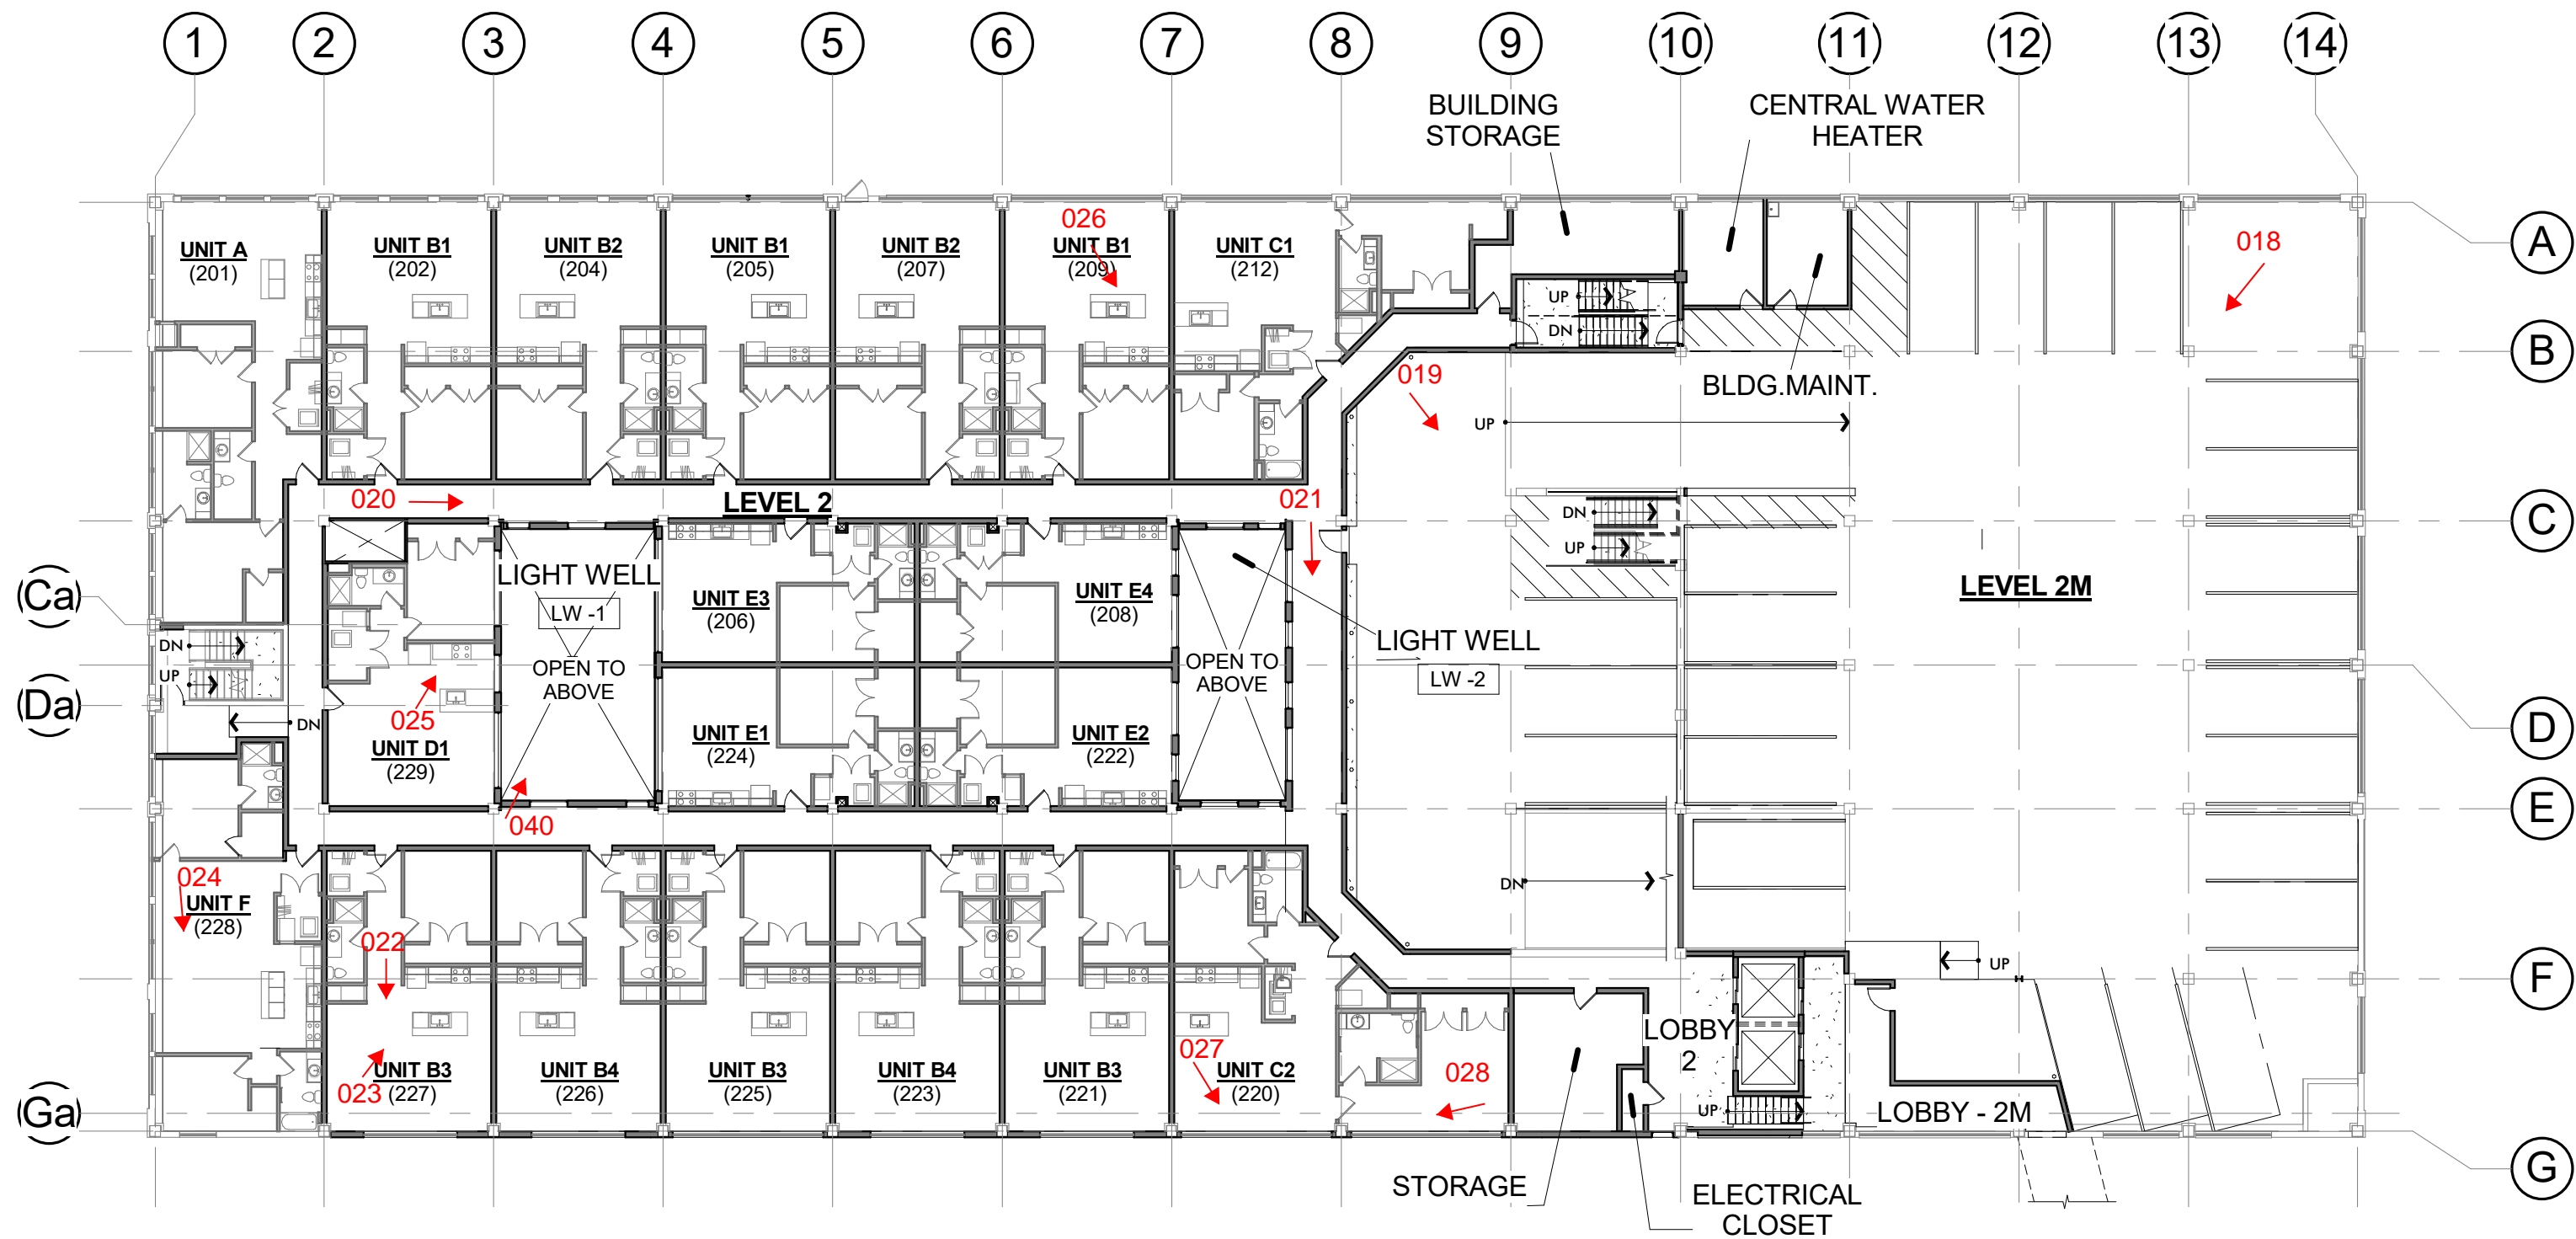 1
2
3
4
5
6
7
8
9
10
11
12
13
14
BUILDING
STORAGE
CENTRAL WATER
HEATER
A
B
C
D
E
F
G
Ca
Da
Ga
UNIT A
(201)
UNIT B1
(202)
UNIT B2
(204)
UNIT B1
(205)
UNIT B2
(207)
026
UNIT B1
(209)
UNIT C1
(212)
018
UP
DN
019
BLDG.MAINT.
UP
020
LEVEL 2
021
DN
UP
LIGHT WELL
LW -1
OPEN TO
ABOVE
UNIT E3
(206)
UNIT E4
(208)
LEVEL 2M
LIGHT WELL
LW -2
OPEN TO
ABOVE
DN
UP
DN
025
UNIT D1
(229)
UNIT E1
(224)
UNIT E2
(222)
040
024
UNIT F
(228)
022
DN
UP
023
UNIT B3
(227)
UNIT B4
(226)
UNIT B3
(225)
UNIT B4
(223)
UNIT B3
(221)
027
UNIT C2
(220)
028
LOBBY
2
UP
LOBBY - 2M
STORAGE
ELECTRICAL
CLOSET